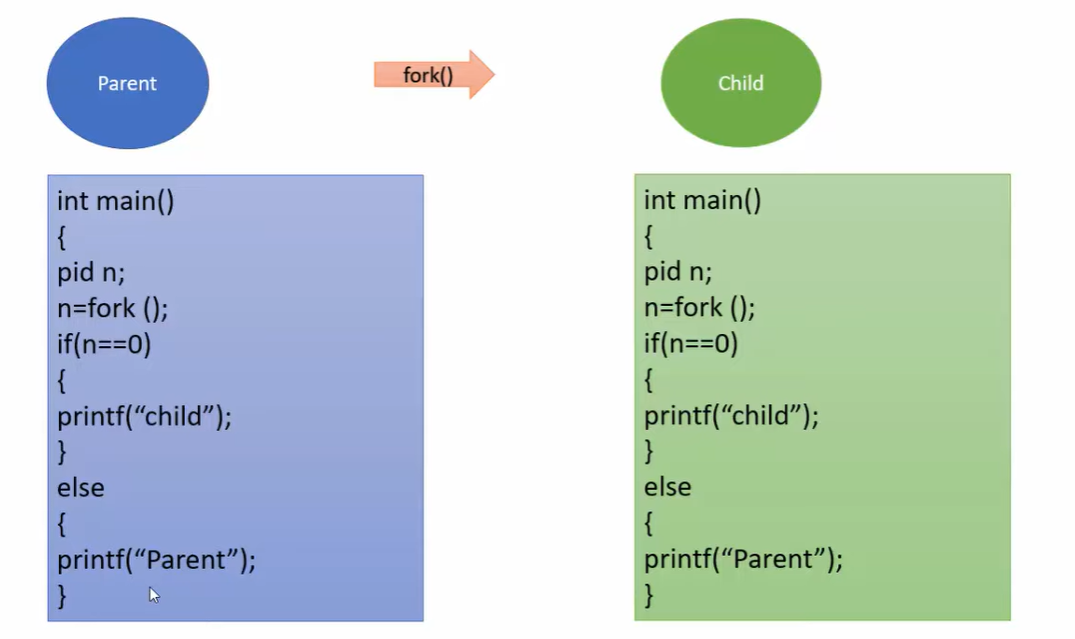 Parent
fork()
Child
int main()
{
pid n;
n=fork ();
if(n==0)
{
printf(“child”);
}
else
{
printf(“Parent”);
}
int main()
{
pid n;
n=fork ();
if(n==0)
{
printf(“child”);
}
else
{
printf(“Parent”);
}